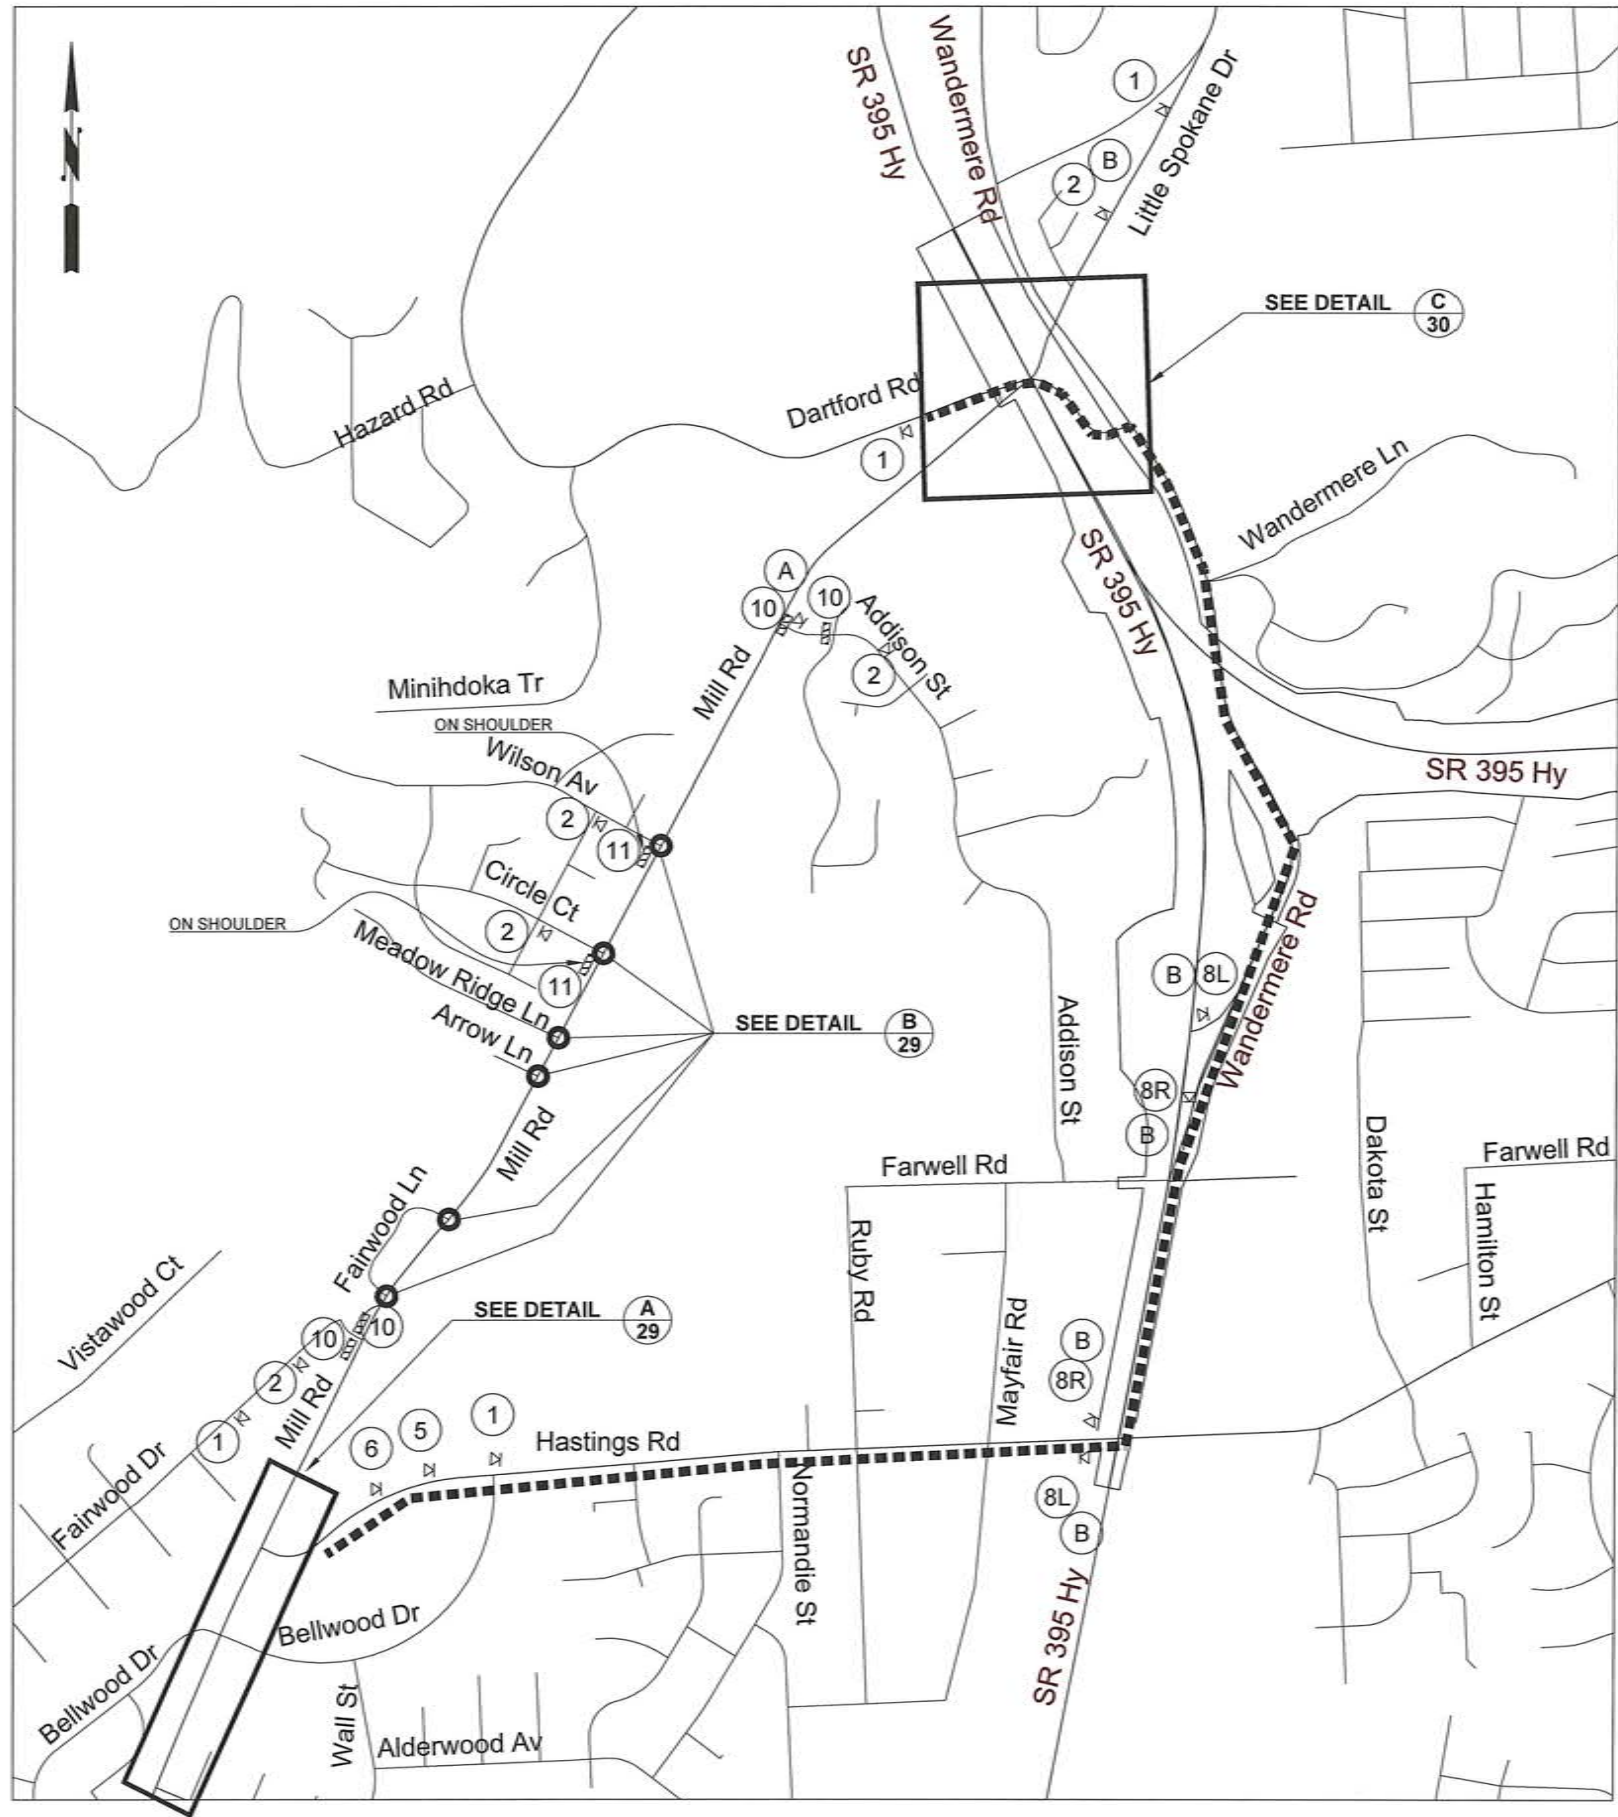 N
SR 395 Hy
Wandermere Rd
1
Little Spokane Dr
B
2
SEE DETAIL
C
30
Hazard Rd
Dartford Rd
1
Wandermere Ln
SR 395 Hy
A
10
10
Addison St
2
Mill Rd
Minihdoka Tr
ON SHOULDER
Wilson Av
2
11
SR 395 Hy
Circle Ct
2
ON SHOULDER
11
Meadow Ridge Ln
Arrow Ln
SEE DETAIL
B
29
B
8L
Wandermere Rd
Addison St
8R
B
Mill Rd
Farwell Rd
Dakota St
Farwell Rd
Hamilton St
Fairwood Ln
Vistawood Ct
Ruby Rd
Mayfair Rd
SEE DETAIL
A
29
10
10
B
8R
2
1
Mill Rd
6
5
1
Hastings Rd
Fairwood Dr
Normandie St
8L
B
SR 395 Hy
Bellwood Dr
Bellwood Dr
Wall St
Alderwood Av